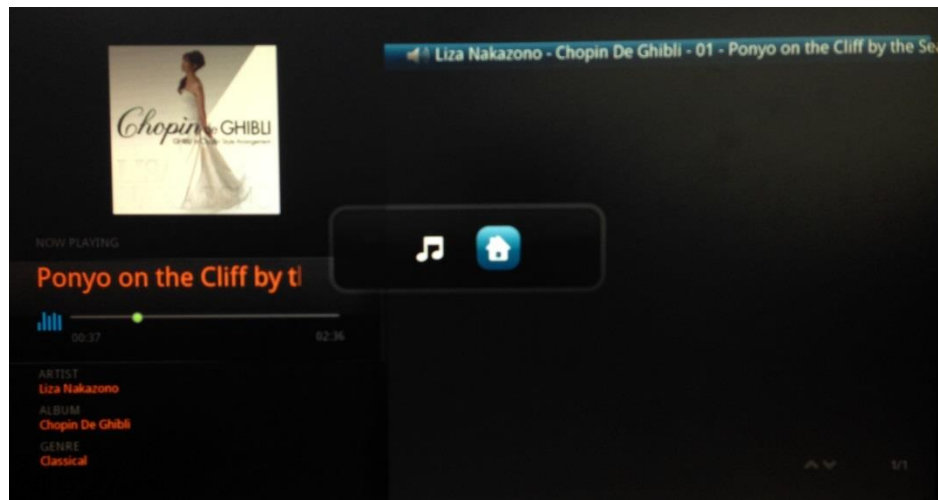 Liza Nakazono - Chopin De Ghibli - 01 - Ponyo on the Cliff by the Se
Chopin de GHIBLI
NOW PLAYING
Ponyo on the Cliff by t
00:37
02:36
ARTIST
Liza Nakazono
ALBUM
Chopin De Ghibli
GENRE
Classical
1/1